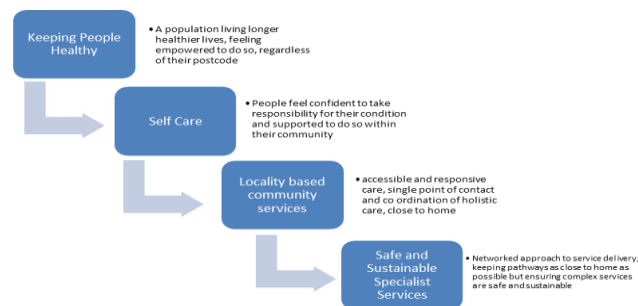 Keeping People
Healthy
• A population living longer
healthier lives, feeling
empowered to do so, regardless
of their postcode
Self Care
• People feel confident to take
responsibility for their condition
and supported to do so within
their community
Locality based
community
services
• accessible and responsive
care, single point of contact
and co ordination of holistic
care, close to home
Safe and
Sustainable
Specialist
Services
• Networked approach to service delivery,
keeping pathways as close to home as
possible but ensuring complex services
are safe and sustainable